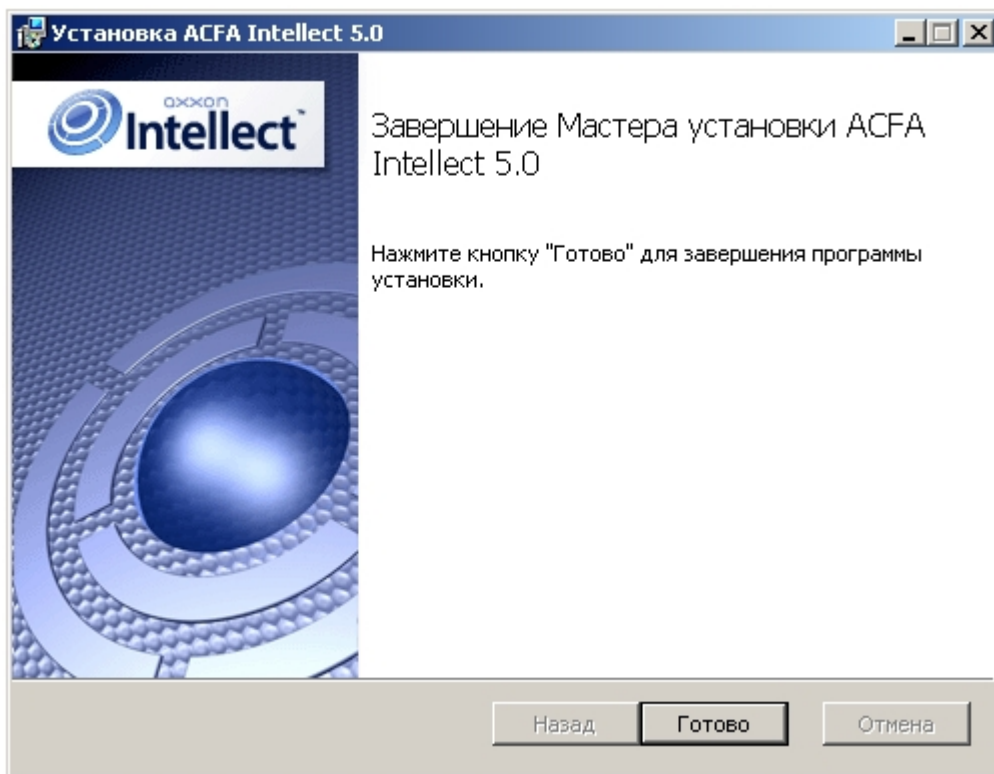 Установка ACFA Intellect 5.0
axxon
Intellect™
Завершение Мастера установки ACFA
Intellect 5.0
Нажмите кнопку "Готово" для завершения программы
установки.
Назад
Готово
Отмена